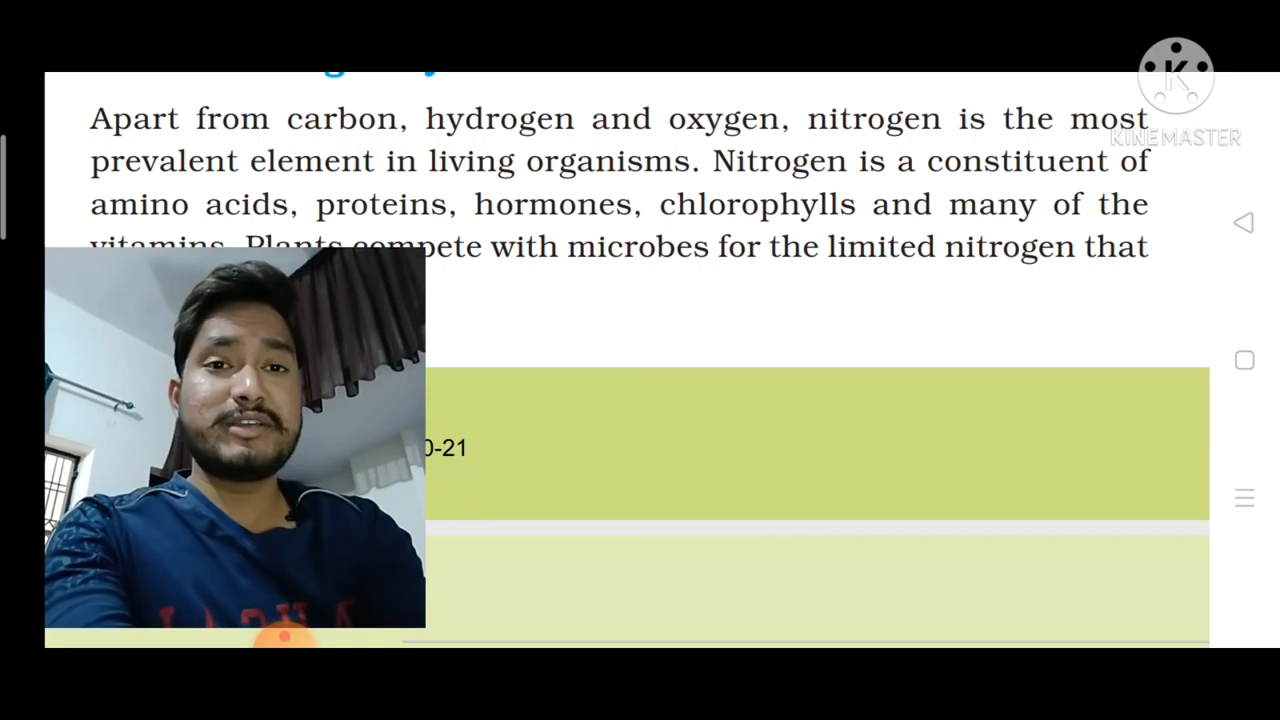 Apart from carbon, hydrogen and oxygen, nitrogen is the most
prevalent element in living organisms. Nitrogen is a constituent of
amino acids, proteins, hormones, chlorophylls and many of the
vitamins. Plants compete with microbes for the limited nitrogen that
0-21
K
KINEMASTER